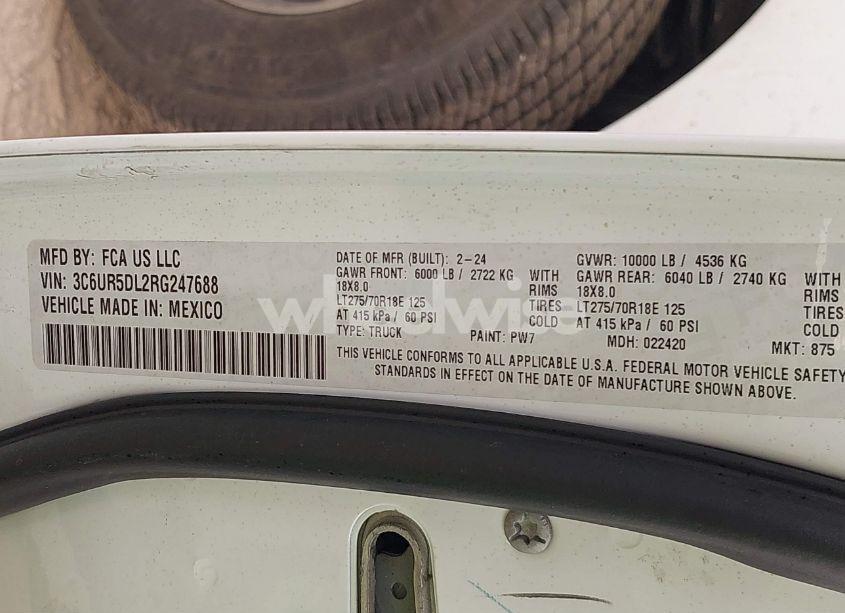 MFD BY: FCA US LLC
VIN: 3C6UR5DL2RG247688
VEHICLE MADE IN: MEXICO
DATE OF MFR (BUILT): 2-24
GAWR FRONT: 6000 LB / 2722 KG WITH
18X8.0 RIMS
LT275/70R18E 125 TIRES
AT 415 kPa / 60 PSI COLD
TYPE: TRUCK PAINT: PW7
GVWR: 10000 LB / 4536 KG
GAWR REAR: 6040 LB / 2740 KG WITH
18X8.0 RIMS
LT275/70R18E 125 TIRES
AT 415 kPa / 60 PSI COLD
MDH: 022420 MKT: 875
THIS VEHICLE CONFORMS TO ALL APPLICABLE U.S.A. FEDERAL MOTOR VEHICLE SAFETY
STANDARDS IN EFFECT ON THE DATE OF MANUFACTURE SHOWN ABOVE.